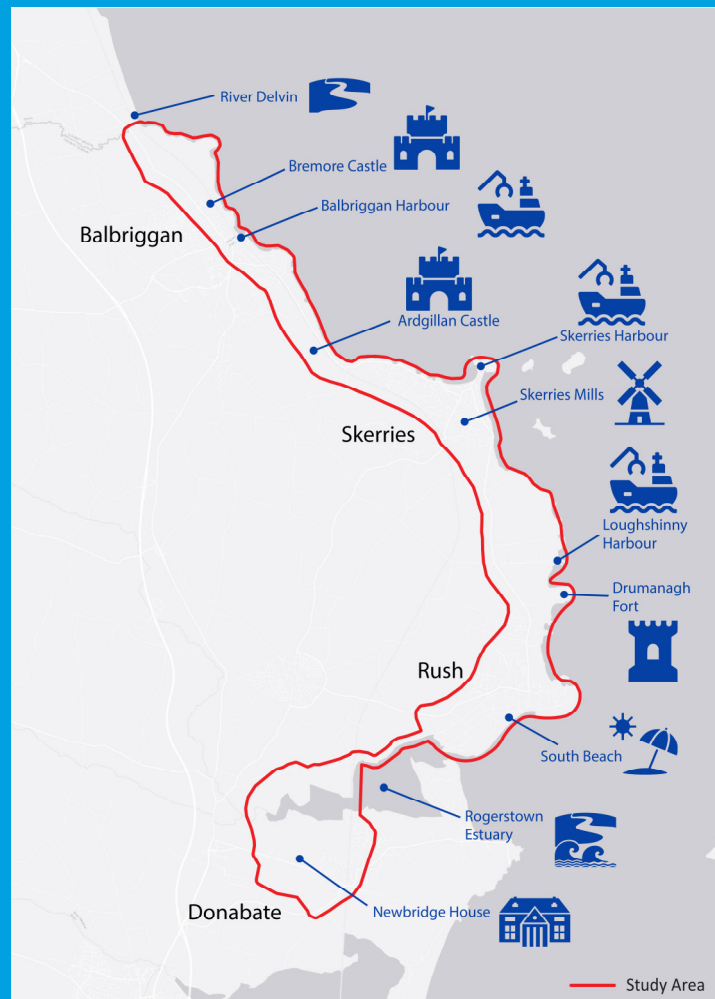 River Delvin
Bremore Castle
Balbriggan Harbour
Balbriggan
Ardgillan Castle
Skerries Harbour
Skerries Mills
Skerries
Loughshinny
Harbour
Drumanagh
Fort
Rush
South Beach
Rogerstown
Estuary
Donabate
Newbridge House
Study Area